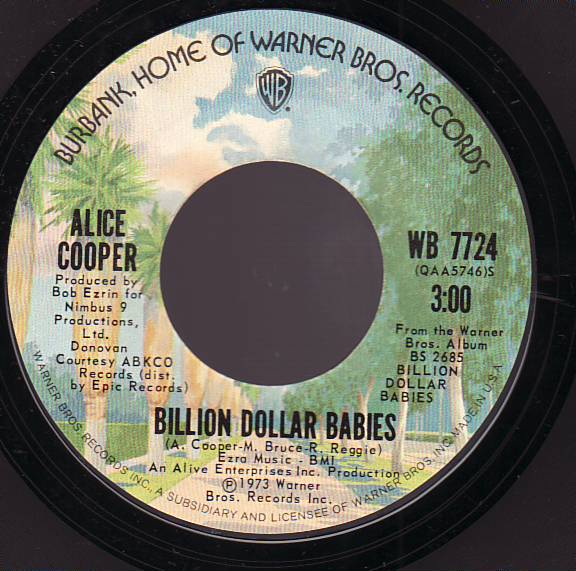 BURBANK, HOME OF WARNER BROS. RECORDS
WB
ALICE
COOPER
Produced by
Bob Ezrin for
Nimbus 9
Productions,
Ltd.
Donovan
Courtesy ABKCO
Records (dist.
by Epic Records)
WB 7724
(QAA5746)S
3:00
From the Warner
Bros. Album
BS 2685
BILLION
DOLLAR
BABIES
BILLION DOLLAR BABIES
(A. Cooper-M. Bruce-R. Reggie)
Ezra Music - BMI
An Alive Enterprises Inc. Production
℗1973 Warner
Bros. Records Inc.
WARNER BROS. RECORDS INC., A SUBSIDIARY AND LICENSEE OF WARNER BROS. INC. MADE IN U.S.A.